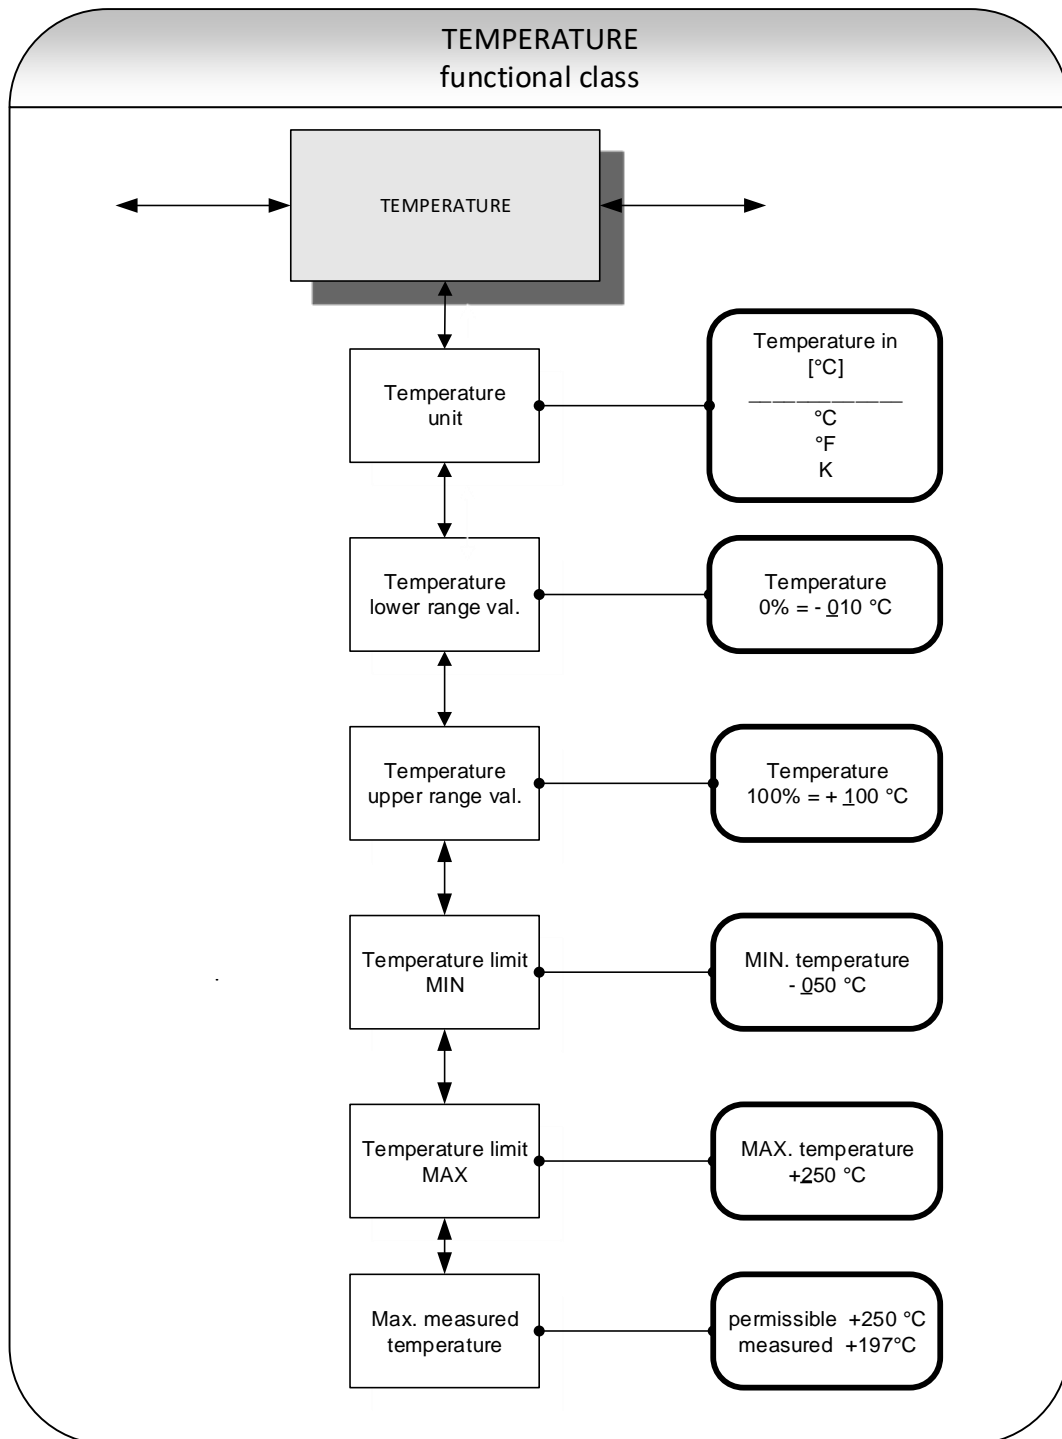 TEMPERATURE
functional class
TEMPERATURE
Temperature
unit
Temperature in
[°C]
_____________
°C
°F
K
Temperature
lower range val.
Temperature
0% = - 010 °C
Temperature
upper range val.
Temperature
100% = + 100 °C
Temperature limit
MIN
MIN. temperature
- 050 °C
Temperature limit
MAX
MAX. temperature
+250 °C
Max. measured
temperature
permissible +250 °C
measured +197°C